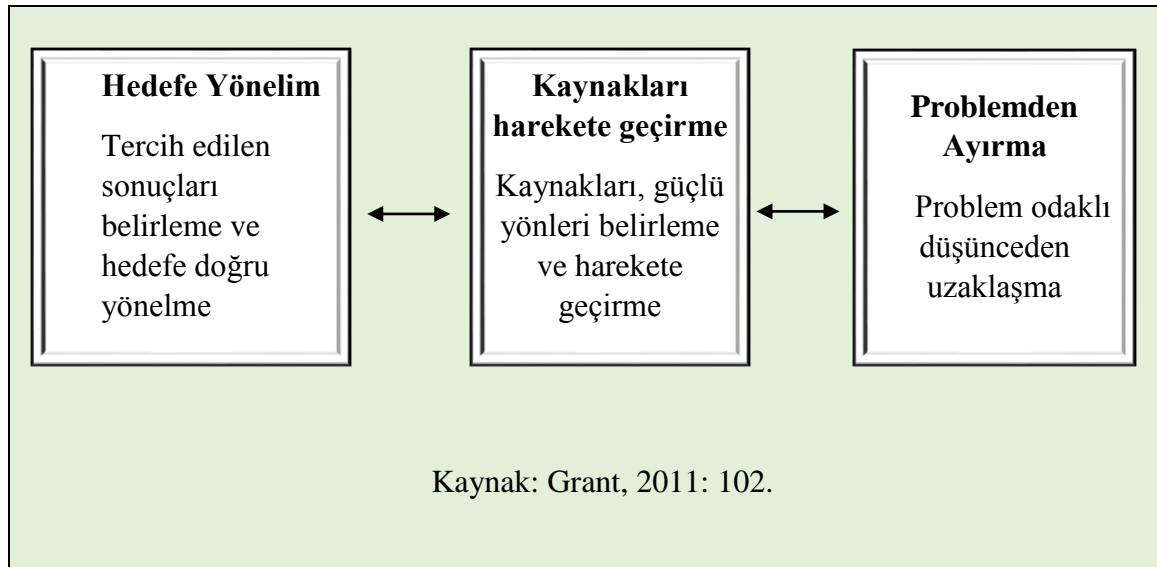 Hedefe Yönelim
Tercih edilen
sonuçları
belirleme ve
hedefe doğru
yönelme
Kaynakları
harekete geçirme
Kaynakları, güçlü
yönleri belirleme
ve harekete
geçirme
Problemden
Ayırma
Problem odaklı
düşünceden
uzaklaşma
Kaynak: Grant, 2011: 102.